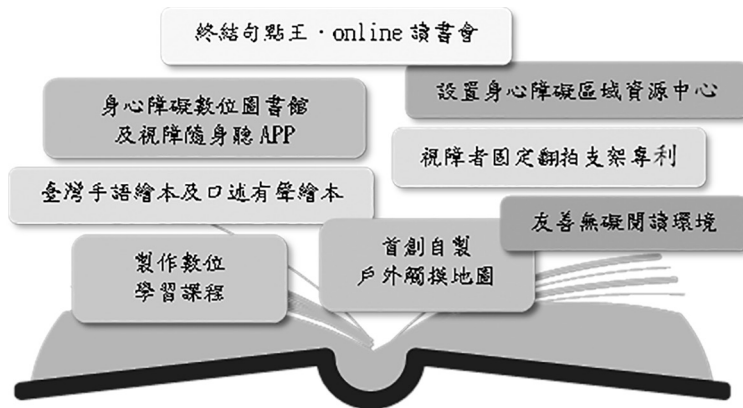 終結句點王‧online 讀書會
設置身心障礙區域資源中心
身心障礙數位圖書館
及視障隨身聽 APP
視障者固定翻拍支架專利
臺灣手語繪本及口述有聲繪本
友善無礙閱讀環境
首創自製
戶外觸摸地圖
製作數位
學習課程